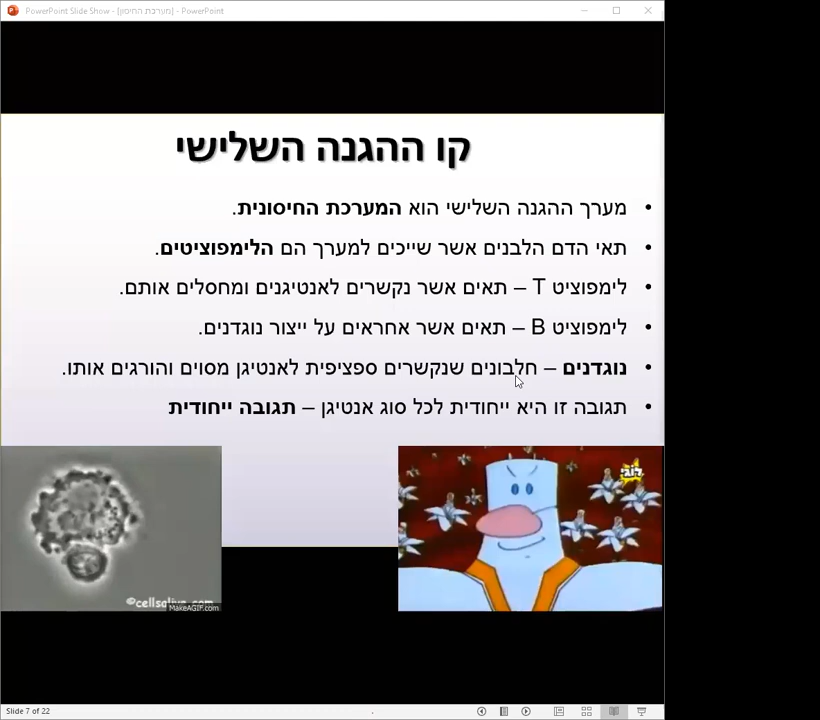 PowerPoint Slide Show - [מערכת החיסון] - PowerPoint
קו ההגנה השלישי
• מערך ההגנה השלישי הוא המערכת החיסונית.
• תאי הדם הלבנים אשר שייכים למערך הם הלימפוציטים.
• לימפוציט T – תאים אשר נקשרים לאנטיגנים ומחסלים אותם.
• לימפוציט B – תאים אשר אחראים על ייצור נוגדנים.
• נוגדנים – חלבונים שנקשרים ספציפית לאנטיגן מסוים והורגים אותו.
• תגובה זו היא ייחודית לכל סוג אנטיגן – תגובה ייחודית
לוגי
©cellsalive.com
MakeAGIF.com
Slide 7 of 22